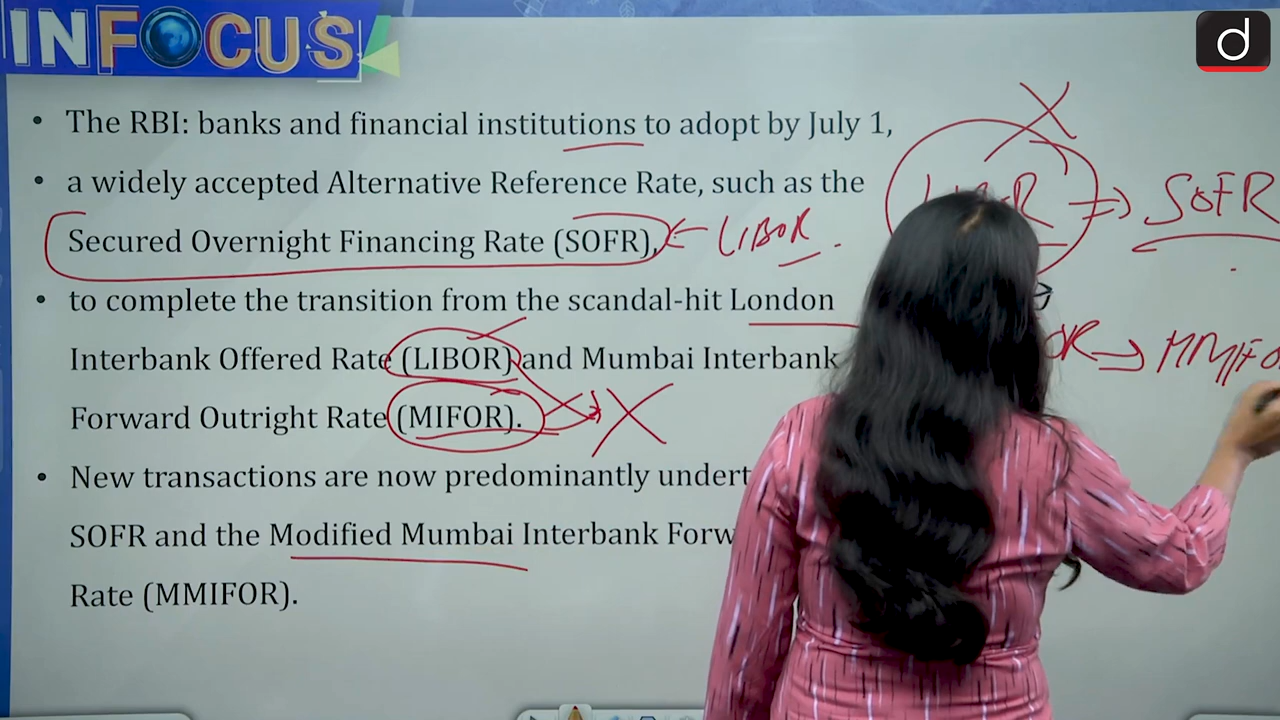 INFOCUS
d
• The RBI: banks and financial institutions to adopt by July 1,
• a widely accepted Alternative Reference Rate, such as the
Secured Overnight Financing Rate (SOFR),
← LIBOR.
⇒ SOFR
• to complete the transition from the scandal-hit London
Interbank Offered Rate (LIBOR) and Mumbai Interbank
Forward Outright Rate (MIFOR).
→ MMIFO
• New transactions are now predominantly
SOFR and the Modified Mumbai Interbank
Rate (MMIFOR).